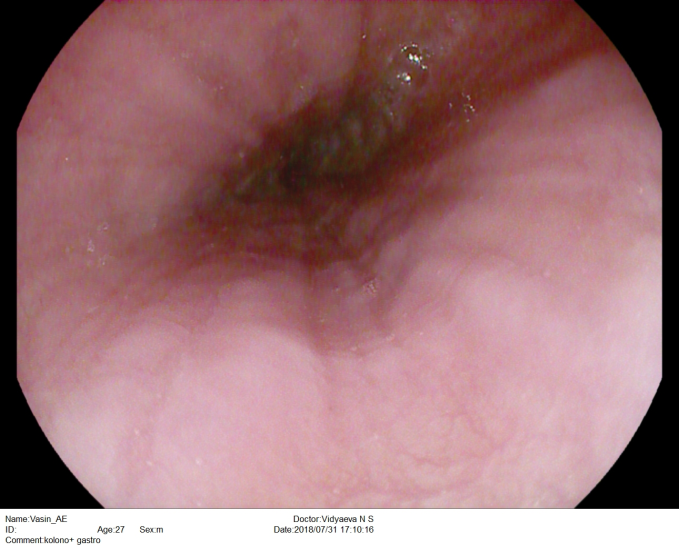 Name:Vasin_AE Doctor:Vidyaeva N S
ID: Age:27 Sex:m Date:2018/07/31 17:10:16
Comment:kolono+ gastro